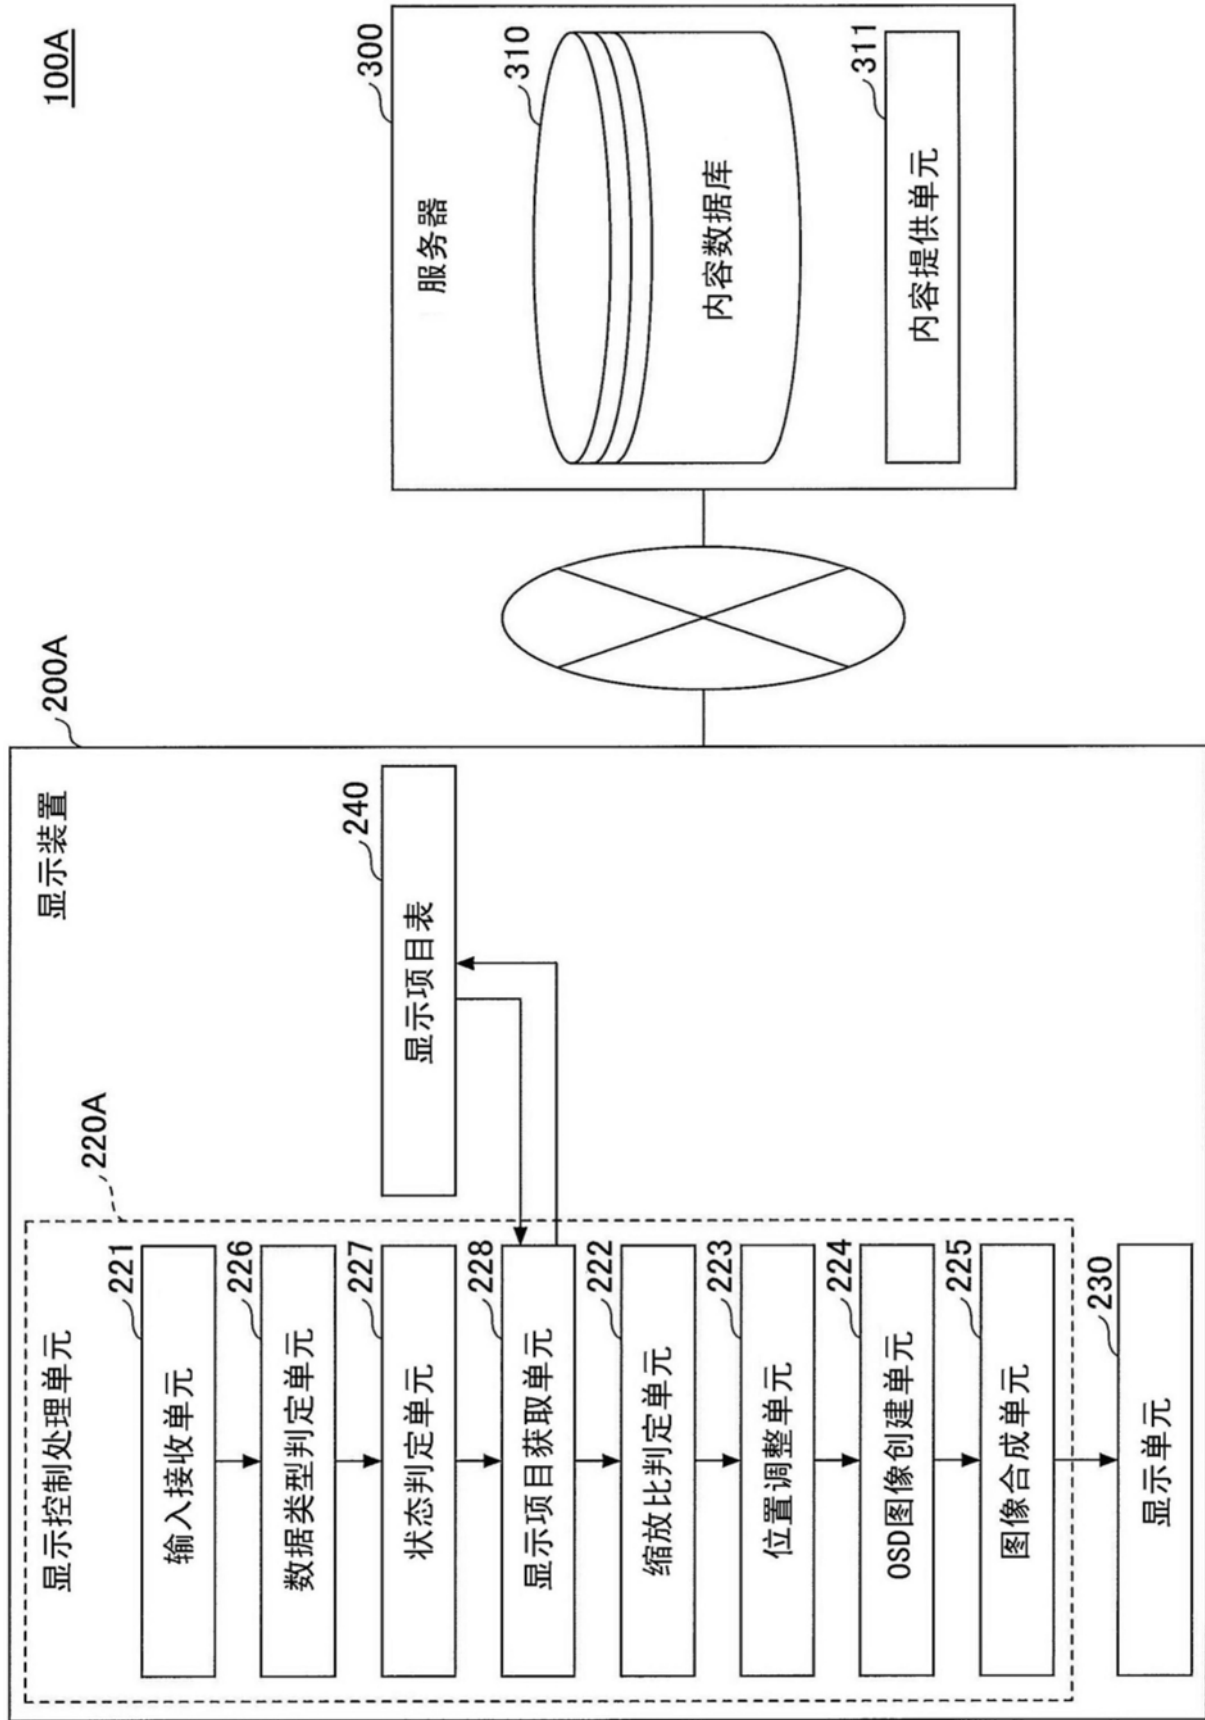 100A
200A
显示装置
220A
显示控制处理单元
221
输入接收单元
226
数据类型判定单元
227
状态判定单元
228
显示项目获取单元
222
缩放比判定单元
223
位置调整单元
224
OSD图像创建单元
225
图像合成单元
230
显示单元
240
显示项目表
300
服务器
310
内容数据库
311
内容提供单元